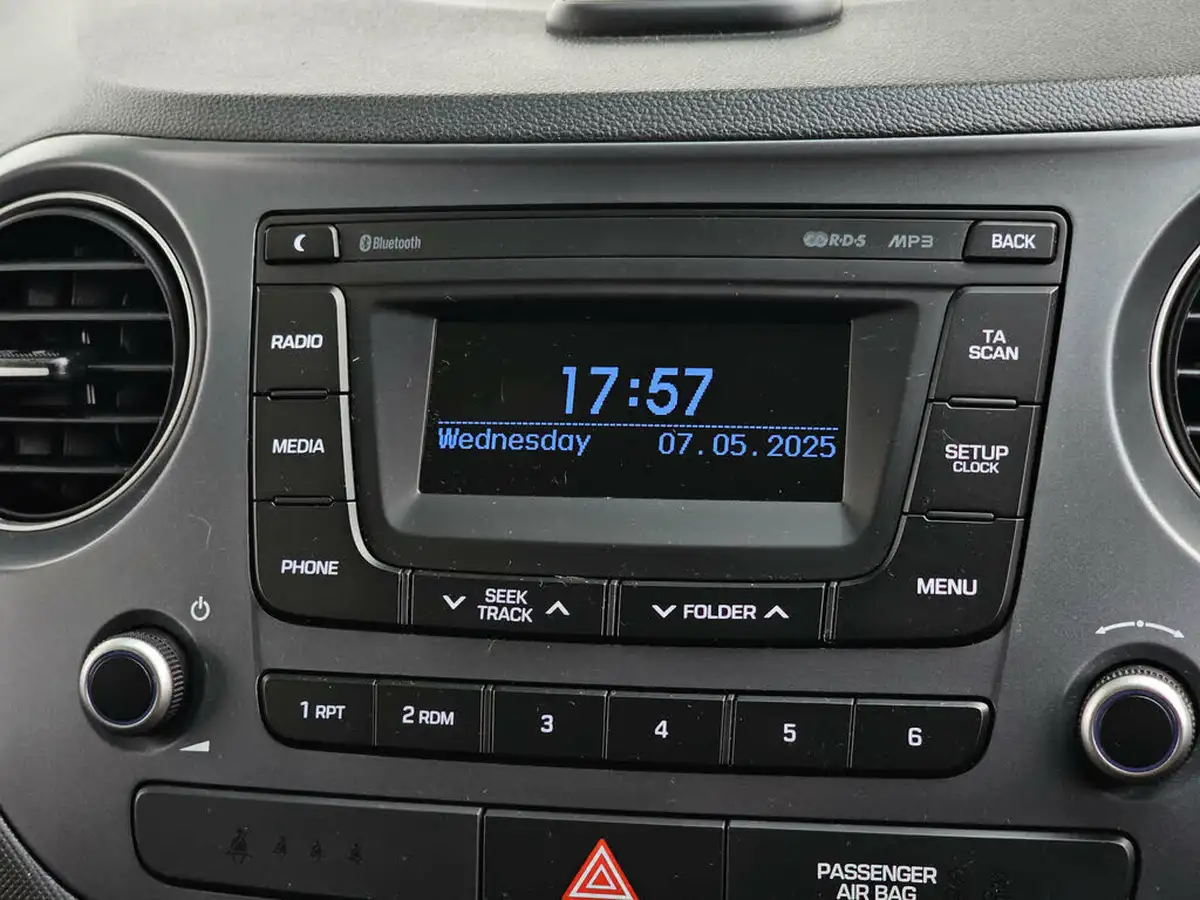 Bluetooth
R·D·S MP3
BACK
RADIO
TA
SCAN
17:57
Wednesday 07.05.2025
MEDIA
SETUP
CLOCK
PHONE
SEEK
TRACK
FOLDER
MENU
1 RPT
2 RDM
3
4
5
6
PASSENGER
AIR BAG